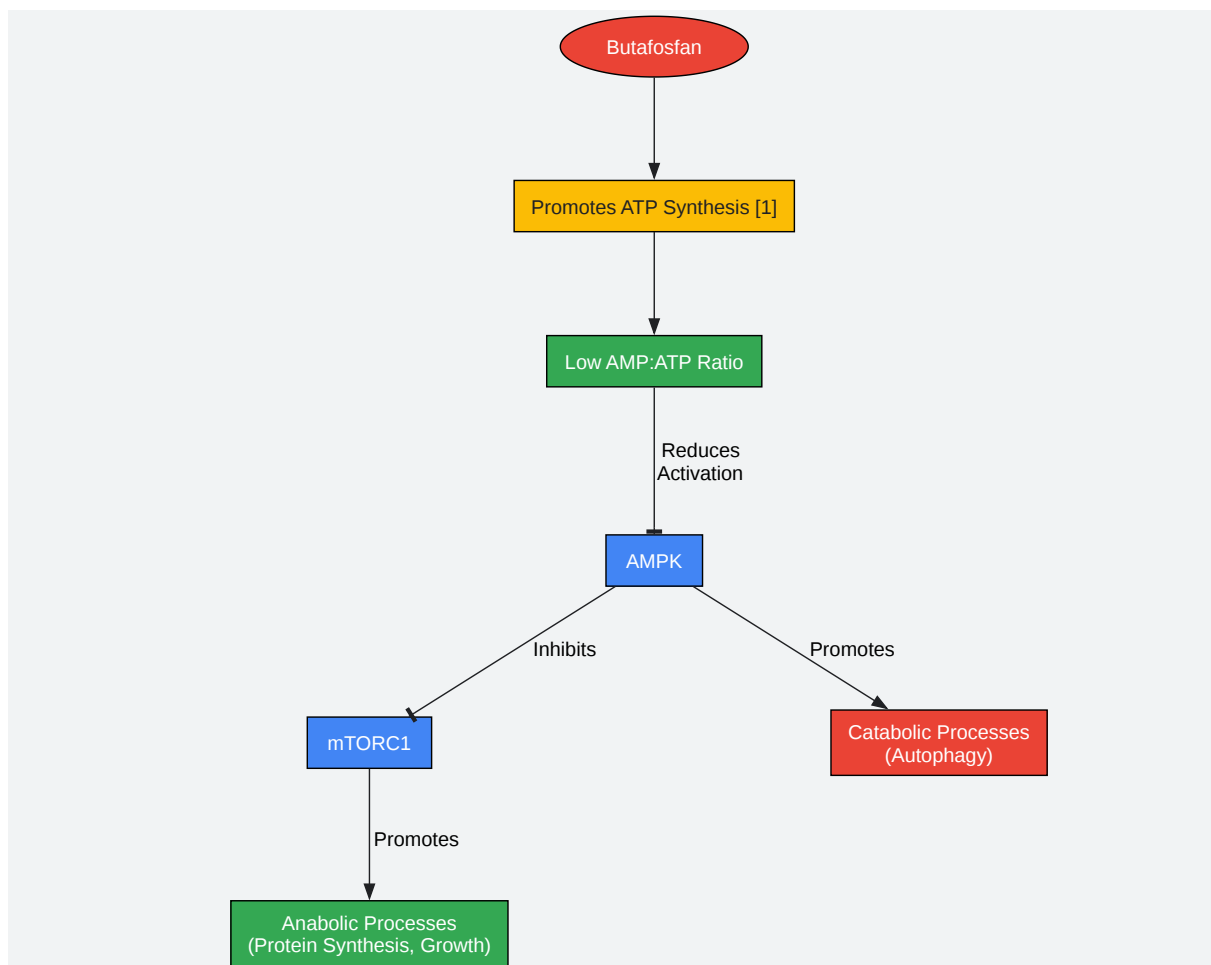 Butafosfan
Promotes ATP Synthesis [1]
Low AMP:ATP Ratio
Reduces
Activation
AMPK
Inhibits
Promotes
mTORC1
Catabolic Processes
(Autophagy)
Promotes
Anabolic Processes
(Protein Synthesis, Growth)